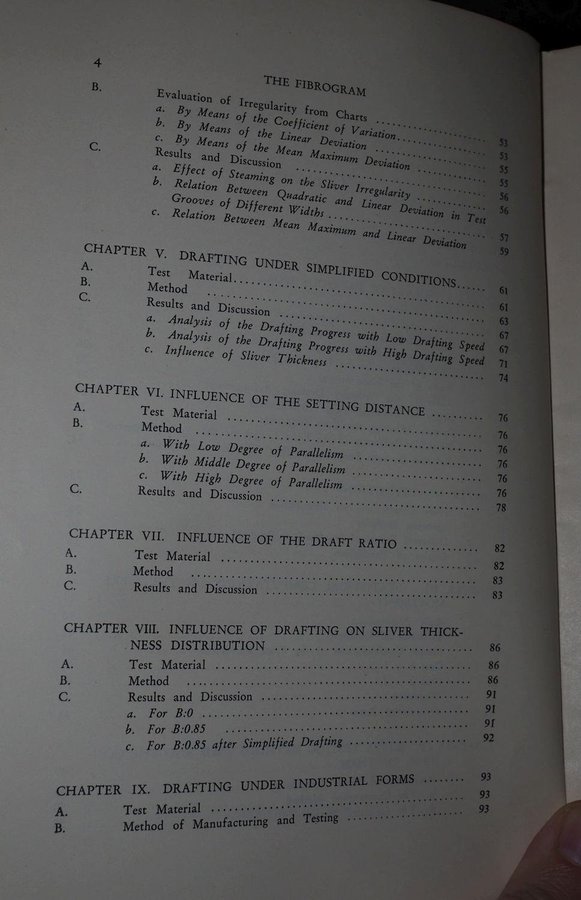 4
THE FIBROGRAM
B. Evaluation of Irregularity from Charts .................... 53
a. By Means of the Coefficient of Variation.................. 53
b. By Means of the Linear Deviation .................... 55
c. By Means of the Mean Maximum Deviation .............. 55
C. Results and Discussion .................... 56
a. Effect of Steaming on the Sliver Irregularity .............. 56
b. Relation Between Quadratic and Linear Deviation in Test
Grooves of Different Widths .................... 57
c. Relation Between Mean Maximum and Linear Deviation 59
CHAPTER V. DRAFTING UNDER SIMPLIFIED CONDITIONS...... 61
A. Test Material.................... 61
B. Method .................... 63
C. Results and Discussion .................... 67
a. Analysis of the Drafting Progress with Low Drafting Speed 67
b. Analysis of the Drafting Progress with High Drafting Speed 71
c. Influence of Sliver Thickness .................... 74
CHAPTER VI. INFLUENCE OF THE SETTING DISTANCE .......... 76
A. Test Material .................... 76
B. Method .................... 76
a. With Low Degree of Parallelism .................... 76
b. With Middle Degree of Parallelism .................... 76
c. With High Degree of Parallelism .................... 76
C. Results and Discussion .................... 78
CHAPTER VII. INFLUENCE OF THE DRAFT RATIO ............. 82
A. Test Material .................... 82
B. Method .................... 83
C. Results and Discussion .................... 83
CHAPTER VIII. INFLUENCE OF DRAFTING ON SLIVER THICK-
NESS DISTRIBUTION .................... 86
A. Test Material .................... 86
B. Method .................... 86
C. Results and Discussion .................... 91
a. For B:0 .................... 91
b. For B:0.85 .................... 91
c. For B:0.85 after Simplified Drafting .................... 92
CHAPTER IX. DRAFTING UNDER INDUSTRIAL FORMS ........ 93
A. Test Material .................... 93
B. Method of Manufacturing and Testing .................... 93